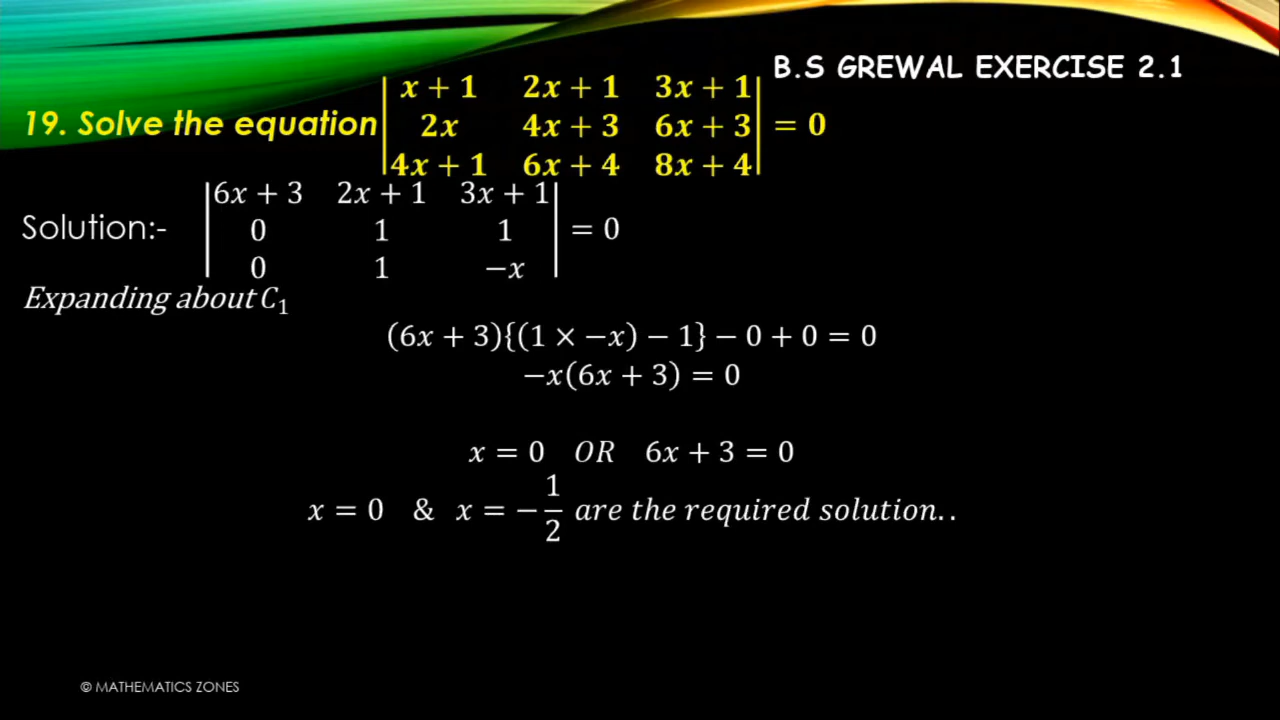 B.S GREWAL EXERCISE 2.1
19. Solve the equation | x + 1 2x + 1 3x + 1 |
| 2x 4x + 3 6x + 3 | = 0
| 4x + 1 6x + 4 8x + 4 |
Solution:- | 6x + 3 2x + 1 3x + 1 |
| 0 1 1 | = 0
| 0 1 −x |
Expanding about C₁
(6x + 3){(1 × −x) − 1} − 0 + 0 = 0
−x(6x + 3) = 0
x = 0 OR 6x + 3 = 0
x = 0 & x = −1/2 are the required solution..
© MATHEMATICS ZONES